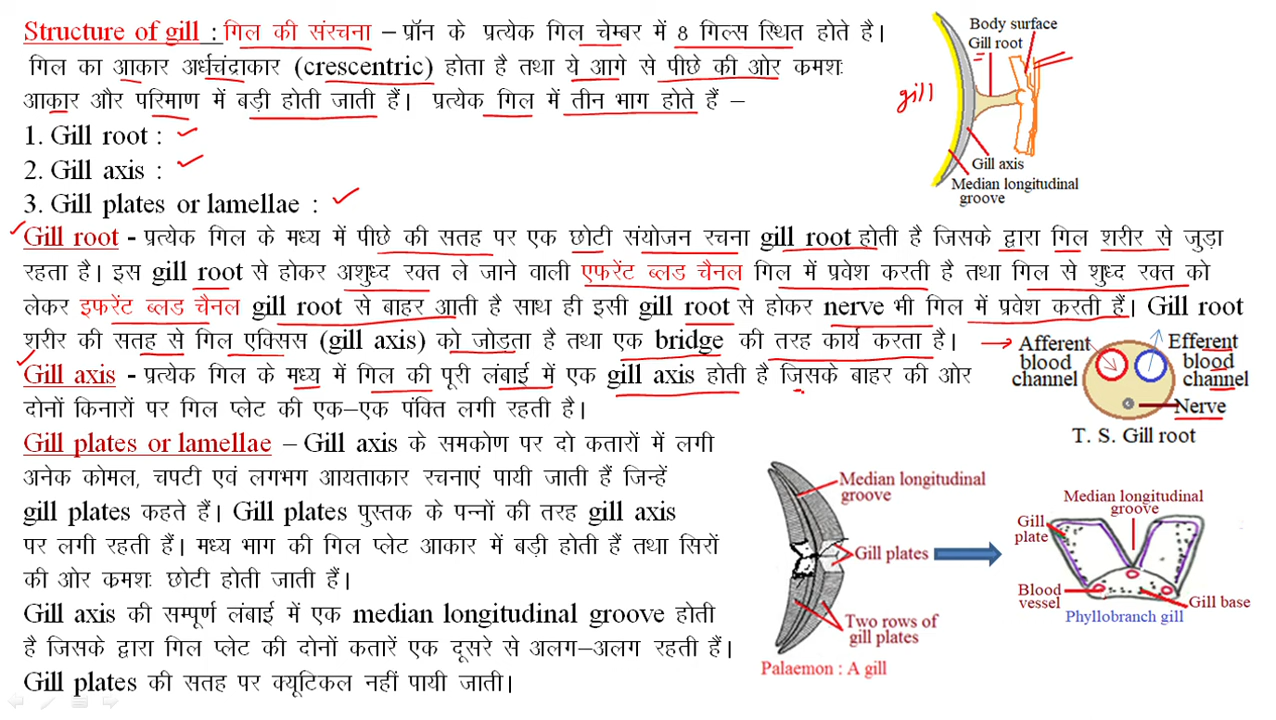 Structure of gill : गिल की संरचना – प्रॉन के प्रत्येक गिल चेम्बर में 8 गिल्स स्थित होते है।
गिल का आकार अर्धचंद्राकार (crescentric) होता है तथा ये आगे से पीछे की ओर कमशः
आकार और परिमाण में बड़ी होती जाती हैं। प्रत्येक गिल में तीन भाग होते हैं –
1. Gill root :
2. Gill axis :
3. Gill plates or lamellae :
Gill root - प्रत्येक गिल के मध्य में पीछे की सतह पर एक छोटी संयोजन रचना gill root होती है जिसके द्वारा गिल शरीर से जुड़ा
रहता है। इस gill root से होकर अशुध्द रक्त ले जाने वाली एफरेंट ब्लड चैनल गिल में प्रवेश करती है तथा गिल से शुध्द रक्त को
लेकर इफरेंट ब्लड चैनल gill root से बाहर आती है साथ ही इसी gill root से होकर nerve भी गिल में प्रवेश करती हैं। Gill root
शरीर की सतह से गिल एक्सिस (gill axis) को जोड़ता है तथा एक bridge की तरह कार्य करता है।
Gill axis - प्रत्येक गिल के मध्य में गिल की पूरी लंबाई में एक gill axis होती है जिसके बाहर की ओर
दोनों किनारों पर गिल प्लेट की एक–एक पंक्ति लगी रहती है।
Gill plates or lamellae – Gill axis के समकोण पर दो कतारों में लगी
अनेक कोमल, चपटी एवं लगभग आयताकार रचनाएं पायी जाती हैं जिन्हें
gill plates कहते हैं। Gill plates पुस्तक के पन्नों की तरह gill axis
पर लगी रहती हैं। मध्य भाग की गिल प्लेट आकार में बड़ी होती हैं तथा सिरों
की ओर कमशः छोटी होती जाती हैं।
Gill axis की सम्पूर्ण लंबाई में एक median longitudinal groove होती
है जिसके द्वारा गिल प्लेट की दोनों कतारें एक दूसरे से अलग–अलग रहती हैं।
Gill plates की सतह पर क्यूटिकल नहीं पायी जाती।
Body surface
Gill root
gill
Gill axis
Median longitudinal
groove
Afferent
blood
channel
Efferent
blood
channel
Nerve
T. S. Gill root
Median longitudinal
groove
Gill plates
Two rows of
gill plates
Palaemon : A gill
Median longitudinal
groove
Gill
plate
Blood
vessel
Gill base
Phyllobranch gill